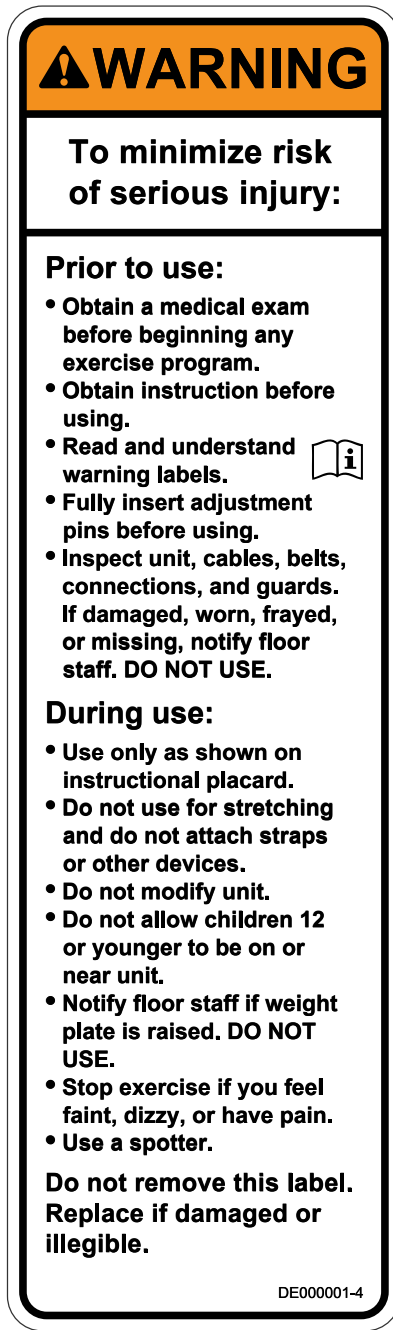 WARNING
To minimize risk
of serious injury:
Prior to use:
• Obtain a medical exam
before beginning any
exercise program.
• Obtain instruction before
using.
• Read and understand
warning labels.
• Fully insert adjustment
pins before using.
• Inspect unit, cables, belts,
connections, and guards.
If damaged, worn, frayed,
or missing, notify floor
staff. DO NOT USE.
During use:
• Use only as shown on
instructional placard.
• Do not use for stretching
and do not attach straps
or other devices.
• Do not modify unit.
• Do not allow children 12
or younger to be on or
near unit.
• Notify floor staff if weight
plate is raised. DO NOT
USE.
• Stop exercise if you feel
faint, dizzy, or have pain.
• Use a spotter.
Do not remove this label.
Replace if damaged or
illegible.
DE000001-4